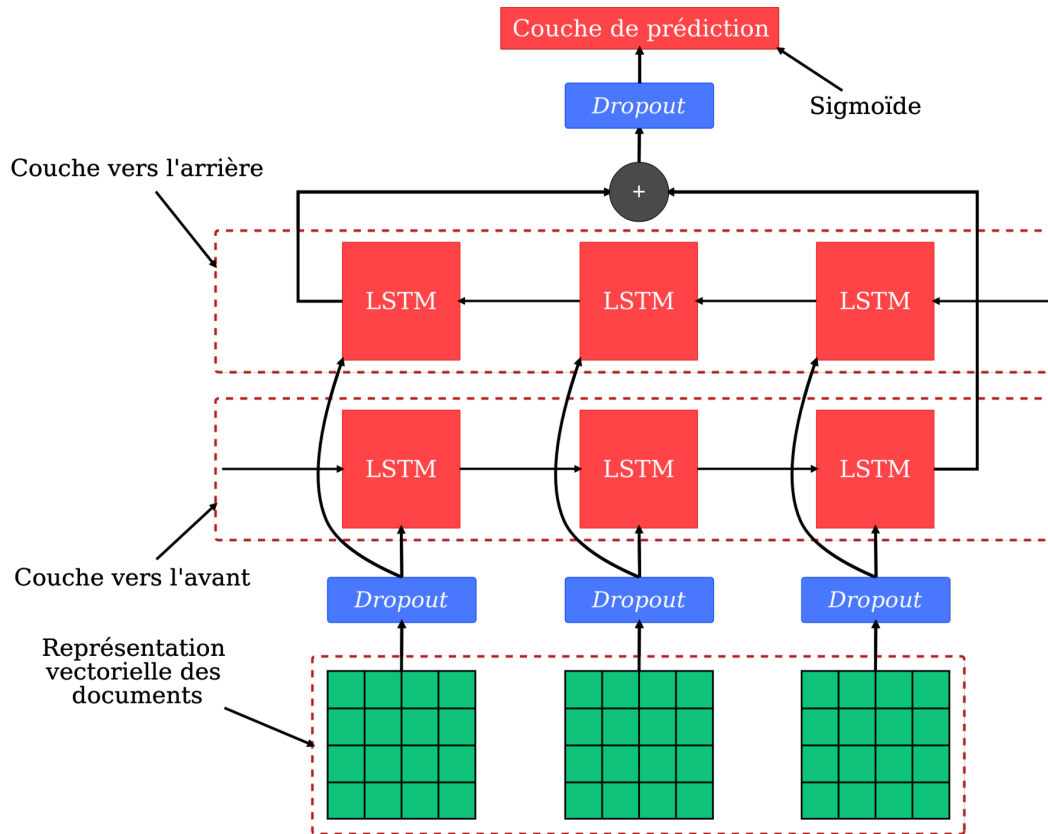 Couche de prédiction
Dropout
Sigmoïde
Couche vers l'arrière
+
LSTM
LSTM
LSTM
LSTM
LSTM
LSTM
Couche vers l'avant
Dropout
Dropout
Dropout
Représentation
vectorielle des
documents